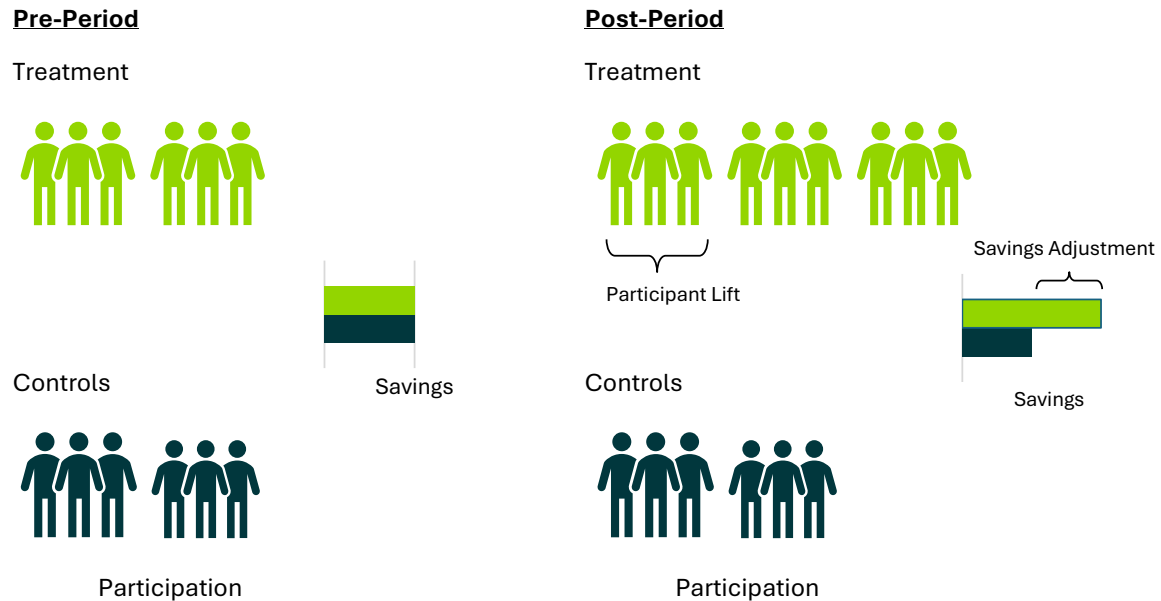 Pre-Period
Treatment
Controls
Savings
Participation
Post-Period
Treatment
Participant Lift
Savings Adjustment
Controls
Savings
Participation